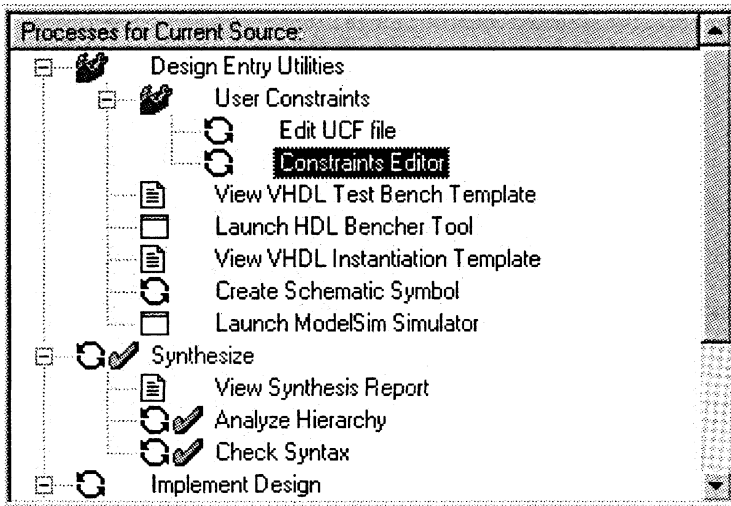 Processes for Current Source:
Design Entry Utilities
User Constraints
Edit UCF file
Constraints Editor
View VHDL Test Bench Template
Launch HDL Bencher Tool
View VHDL Instantiation Template
Create Schematic Symbol
Launch ModelSim Simulator
Synthesize
View Synthesis Report
Analyze Hierarchy
Check Syntax
Implement Design